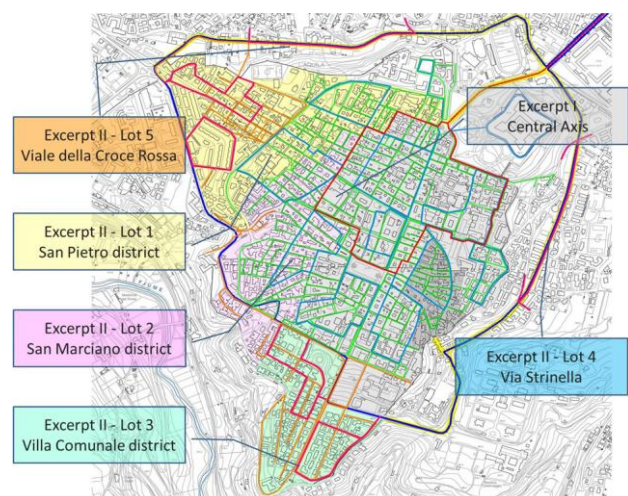 Excerpt I
Central Axis
Excerpt II - Lot 5
Viale della Croce Rossa
Excerpt II - Lot 1
San Pietro district
Excerpt II - Lot 2
San Marciano district
Excerpt II - Lot 4
Via Strinella
Excerpt II - Lot 3
Villa Comunale district